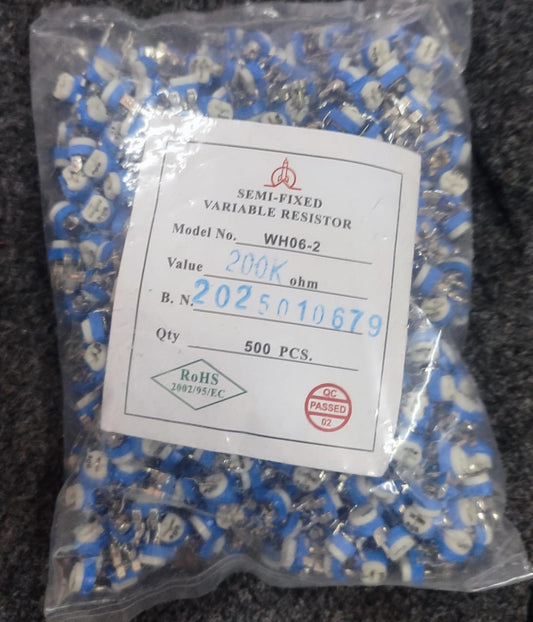 SEMI-FIXED
VARIABLE RESISTOR
Model No. WH06-2
Value 200K ohm
B. N. 2025010679
Qty 500 PCS.
RoHS
2002/95/EC
QC
PASSED
02